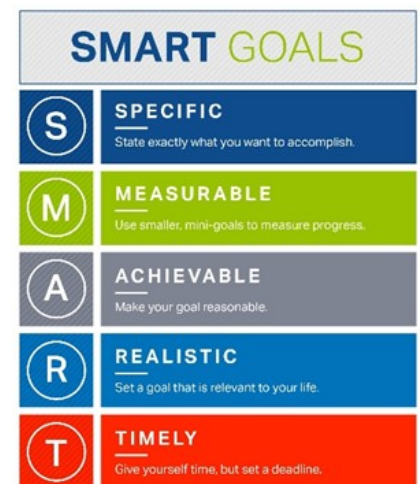 SMART GOALS
S
SPECIFIC
State exactly what you want to accomplish.
M
MEASURABLE
Use smaller, mini-goals to measure progress.
A
ACHIEVABLE
Make your goal reasonable.
R
REALISTIC
Set a goal that is relevant to your life.
T
TIMELY
Give yourself time, but set a deadline.